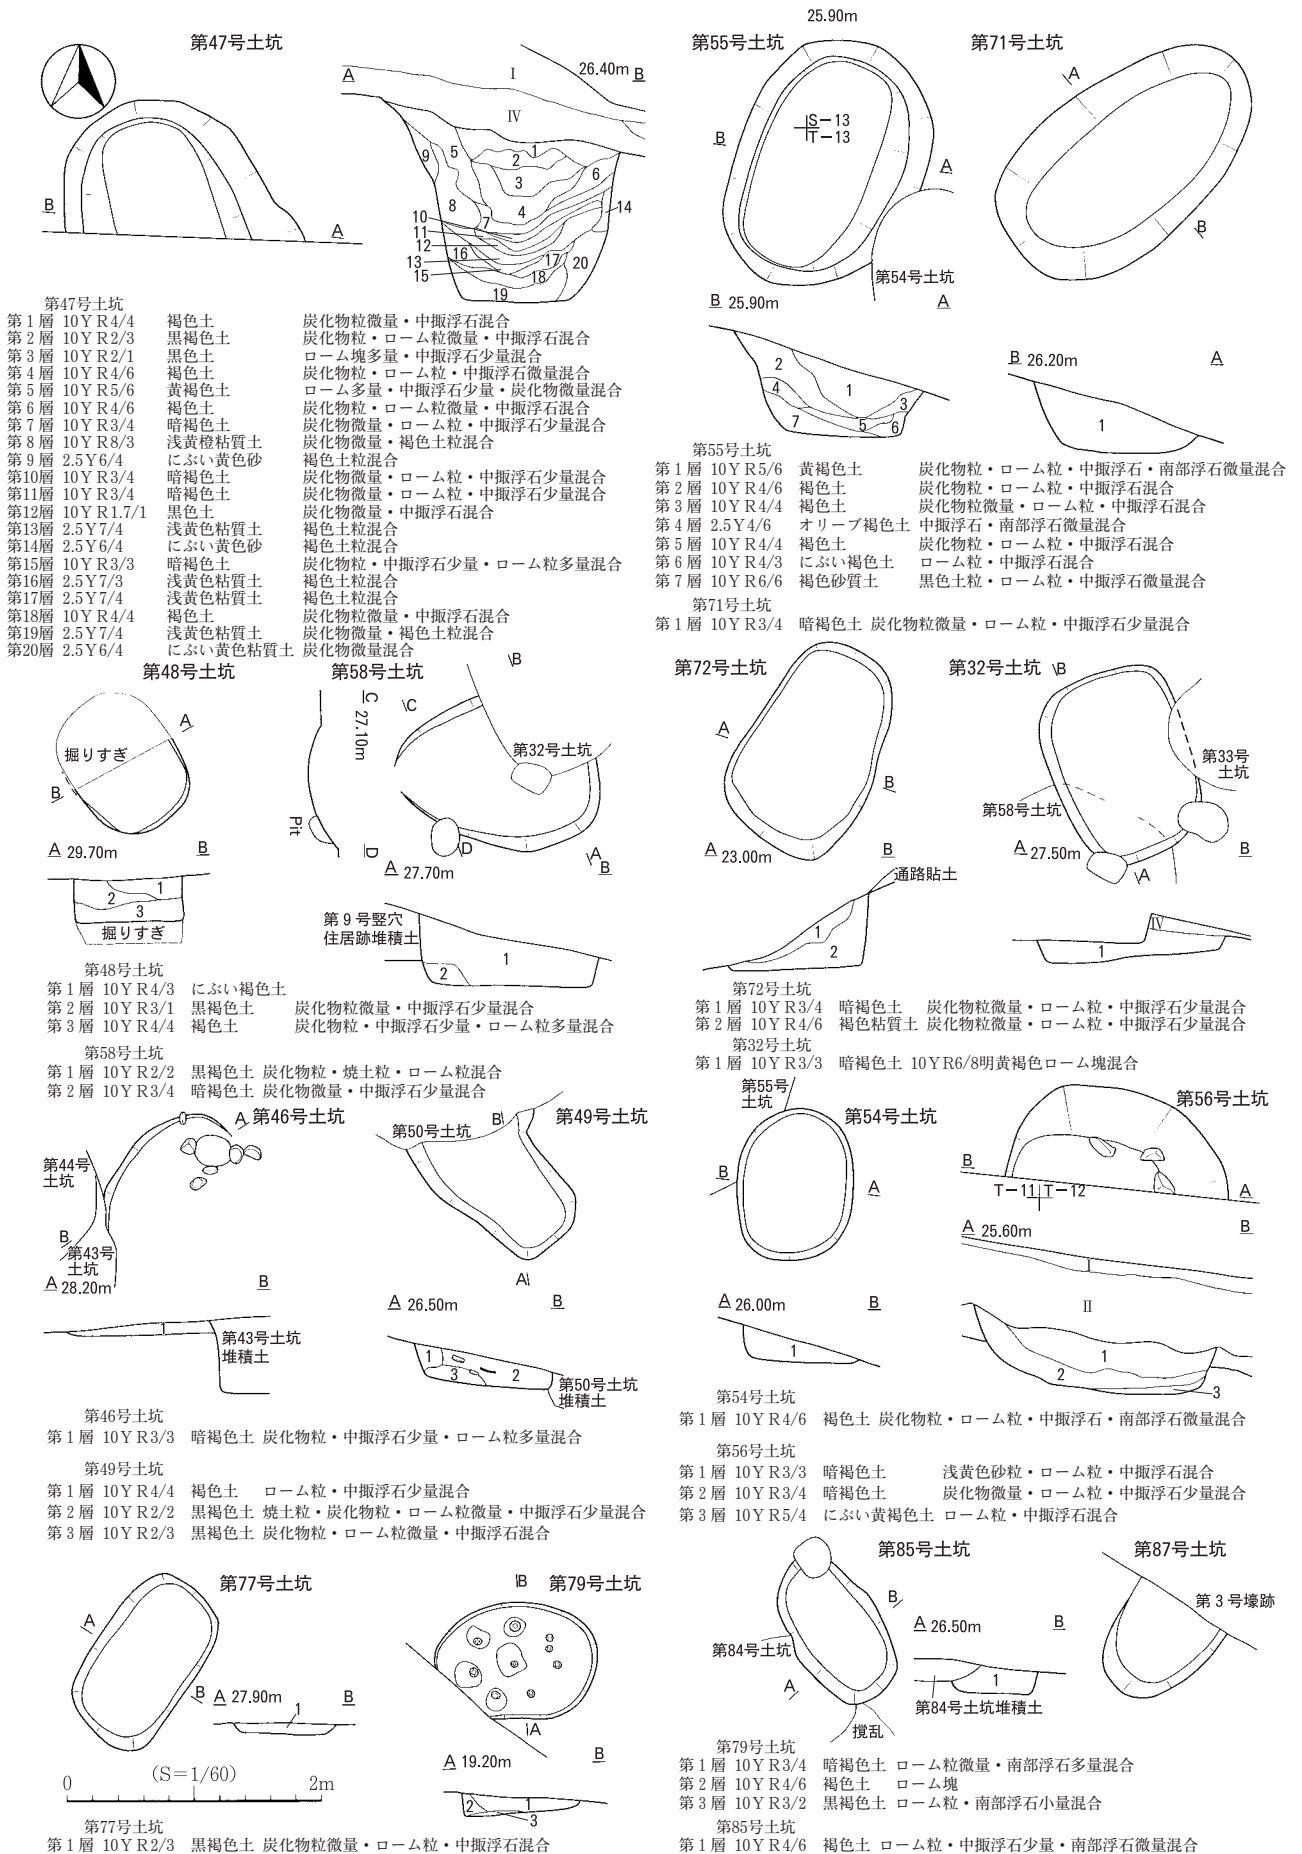 第47号土坑
A
26.40m B
I
IV
1
2
3
4
5
6
7
8
9
10
11
12
13
14
15
16
17
18
19
20
B
A
第47号土坑
第1層 10YR4/4 褐色土 炭化物粒微量・中掫浮石混合
第2層 10YR2/3 黒褐色土 炭化物粒・ローム粒微量・中掫浮石混合
第3層 10YR2/1 黒色土 ローム塊多量・中掫浮石少量混合
第4層 10YR4/6 褐色土 炭化物粒・ローム粒・中掫浮石微量混合
第5層 10YR5/6 黄褐色土 ローム多量・中掫浮石少量・炭化物微量混合
第6層 10YR4/6 褐色土 炭化物粒・ローム粒微量・中掫浮石混合
第7層 10YR3/4 暗褐色土 炭化物微量・ローム粒・中掫浮石少量混合
第8層 10YR8/3 浅黄橙粘質土 炭化物微量・褐色土粒混合
第9層 2.5Y6/4 にぶい黄色砂 褐色土粒混合
第10層 10YR3/4 暗褐色土 炭化物微量・ローム粒・中掫浮石少量混合
第11層 10YR3/4 暗褐色土 炭化物微量・ローム粒・中掫浮石少量混合
第12層 10YR1.7/1 黒色土 炭化物微量・中掫浮石混合
第13層 2.5Y7/4 浅黄色粘質土 褐色土粒混合
第14層 2.5Y6/4 にぶい黄色砂 褐色土粒混合
第15層 10YR3/3 暗褐色土 炭化物粒・中掫浮石少量・ローム粒多量混合
第16層 2.5Y7/3 浅黄色粘質土 褐色土粒混合
第17層 2.5Y7/4 浅黄色粘質土 褐色土粒混合
第18層 10YR4/4 褐色土 炭化物粒微量・中掫浮石混合
第19層 2.5Y7/4 浅黄色粘質土 炭化物微量・褐色土粒混合
第20層 2.5Y6/4 にぶい黄色粘質土 炭化物微量混合
25.90m
第55号土坑
S-13
T-13
B
A
第54号土坑
B 25.90m A
1
2
3
4
5
6
7
第71号土坑
A
B
B 26.20m A
1
第55号土坑
第1層 10YR5/6 黄褐色土 炭化物粒・ローム粒・中掫浮石・南部浮石微量混合
第2層 10YR4/6 褐色土 炭化物粒・ローム粒・中掫浮石混合
第3層 10YR4/4 褐色土 炭化物粒微量・ローム粒・中掫浮石混合
第4層 2.5Y4/6 オリーブ褐色土 中掫浮石・南部浮石微量混合
第5層 10YR4/4 褐色土 炭化物粒・ローム粒・中掫浮石混合
第6層 10YR4/3 にぶい褐色土 ローム粒・中掫浮石混合
第7層 10YR6/6 褐色砂質土 黒色土粒・ローム粒・中掫浮石微量混合
第71号土坑
第1層 10YR3/4 暗褐色土 炭化物粒微量・ローム粒・中掫浮石少量混合
第48号土坑
掘りすぎ
A
B
A 29.70m B
1
2
3
掘りすぎ
第58号土坑
B
C
C 27.10m D
Pit
第32号土坑
D
A
B
A 27.70m
第9号竪穴
住居跡堆積土
1
2
第48号土坑
第1層 10YR4/3 にぶい褐色土
第2層 10YR3/1 黒褐色土 炭化物粒微量・中掫浮石少量混合
第3層 10YR4/4 褐色土 炭化物粒・中掫浮石少量・ローム粒多量混合
第58号土坑
第1層 10YR2/2 黒褐色土 炭化物粒・焼土粒・ローム粒混合
第2層 10YR3/4 暗褐色土 炭化物微量・中掫浮石少量混合
第72号土坑
A
B
A 23.00m B
通路貼土
1
2
第32号土坑
B
第33号
土坑
第58号土坑
A 27.50m B
A
IV
1
第72号土坑
第1層 10YR3/4 暗褐色土 炭化物粒微量・ローム粒・中掫浮石少量混合
第2層 10YR4/6 褐色粘質土 炭化物粒微量・ローム粒・中掫浮石少量混合
第32号土坑
第1層 10YR3/3 暗褐色土 10YR6/8明黄褐色ローム塊混合
第46号土坑
A
第44号
土坑
B
第43号
土坑
A 28.20m B
1
第43号土坑
堆積土
第49号土坑
第50号土坑
B
A
A 26.50m B
1
2
3
第50号土坑
堆積土
第46号土坑
第1層 10YR3/3 暗褐色土 炭化物粒・中掫浮石少量・ローム粒多量混合
第49号土坑
第1層 10YR4/4 褐色土 ローム粒・中掫浮石少量混合
第2層 10YR2/2 黒褐色土 焼土粒・炭化物粒・ローム粒微量・中掫浮石少量混合
第3層 10YR2/3 黒褐色土 炭化物粒・ローム粒微量・中掫浮石混合
第55号
土坑
第54号土坑
B
A
A 26.00m B
1
第56号土坑
B
T-11 T-12
A
A 25.60m B
I
II
1
2
3
第54号土坑
第1層 10YR4/6 褐色土 炭化物粒・ローム粒・中掫浮石・南部浮石微量混合
第56号土坑
第1層 10YR3/3 暗褐色土 浅黄色砂粒・ローム粒・中掫浮石混合
第2層 10YR3/4 暗褐色土 炭化物微量・ローム粒・中掫浮石少量混合
第3層 10YR5/4 にぶい黄褐色土 ローム粒・中掫浮石混合
第77号土坑
A
B
A 27.90m B
1
(S=1/60)
0 2m
第79号土坑
B
A
A 19.20m B
1
2
3
第77号土坑
第1層 10YR2/3 黒褐色土 炭化物粒微量・ローム粒・中掫浮石混合
第85号土坑
B
第84号土坑
A
撹乱
A 26.50m B
1
第84号土坑堆積土
第87号土坑
第3号壕跡
第79号土坑
第1層 10YR3/4 暗褐色土 ローム粒微量・南部浮石多量混合
第2層 10YR4/6 褐色土 ローム塊
第3層 10YR3/2 黒褐色土 ローム粒・南部浮石小量混合
第85号土坑
第1層 10YR4/6 褐色土 ローム粒・中掫浮石少量・南部浮石微量混合